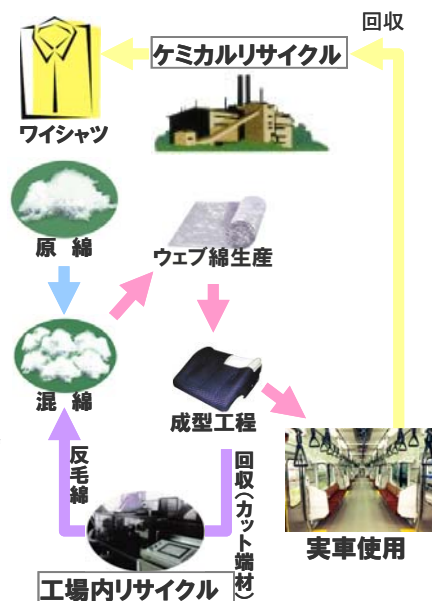 回収
ケミカルリサイクル
ワイシャツ
原 綿
ウェブ綿生産
混 綿
成型工程
反毛綿
回収(カット端材)
実車使用
工場内リサイクル